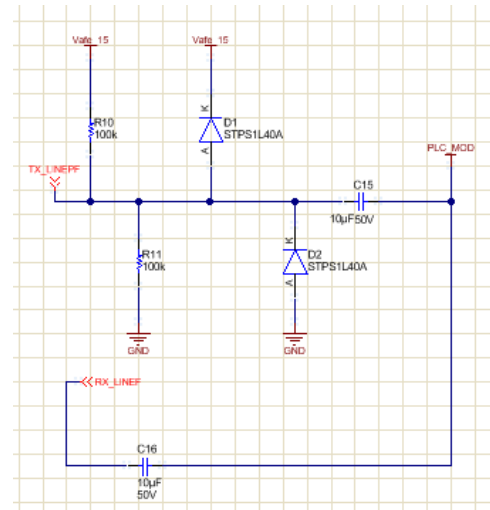 Vafe_15
Vafe_15
K
R10
100k
D1
STPS1L40A
A
PLC_MOD
TX_LINEPF
C15
10µF50V
K
R11
100k
D2
STPS1L40A
A
GND
GND
RX_LINEF
C16
10µF
50V